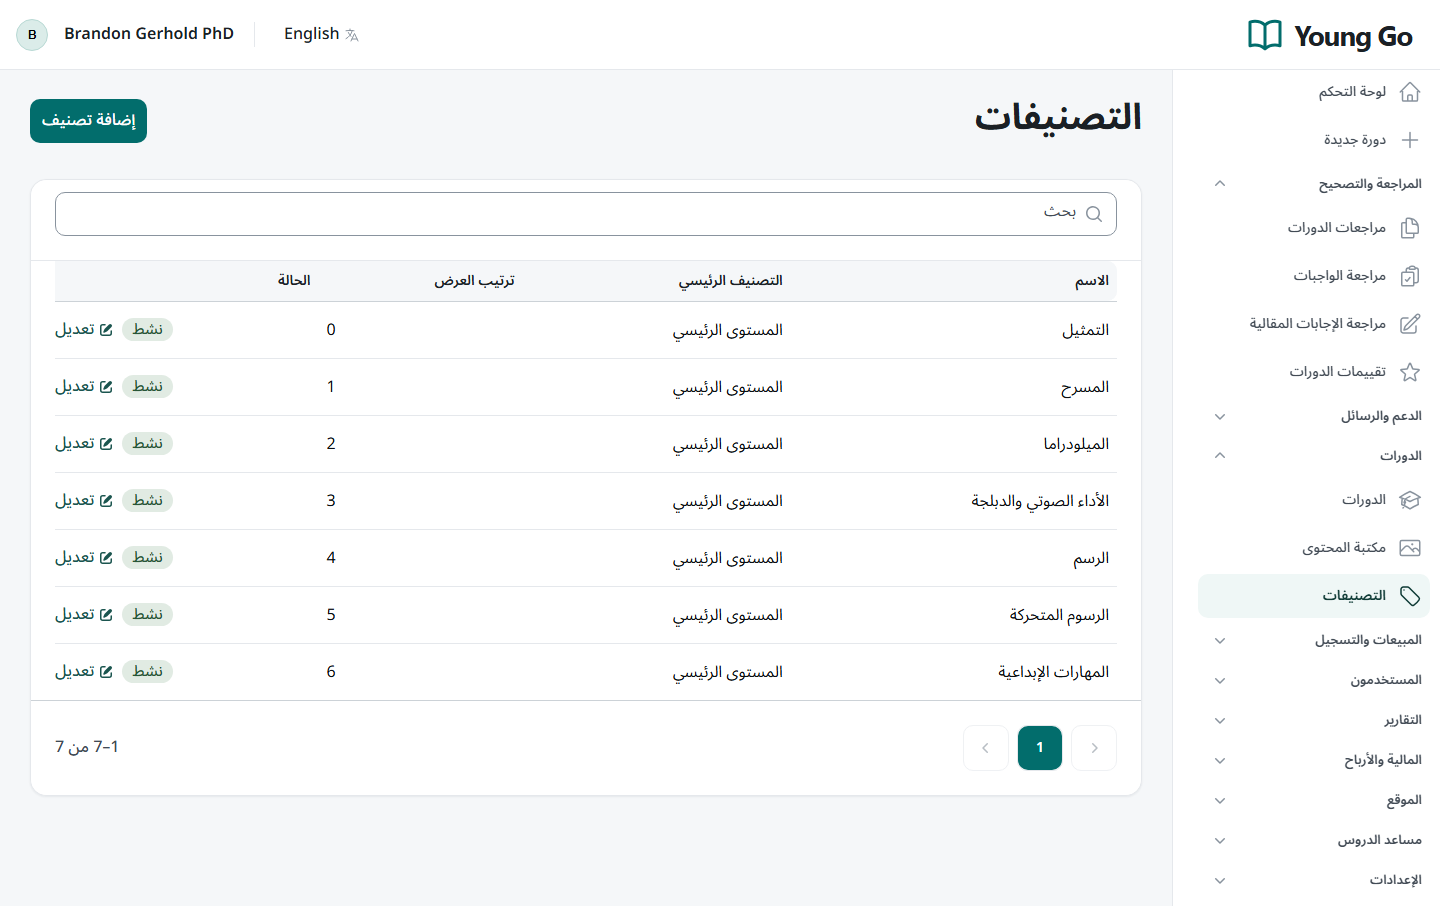 Young Go
English
Brandon Gerhold PhD
B
لوحة التحكم
دورة جديدة
المراجعة والتصحيح
مراجعات الدورات
مراجعة الواجبات
مراجعة الإجابات المقالية
تقييمات الدورات
الدعم والرسائل
الدورات
الدورات
مكتبة المحتوى
التصنيفات
المبيعات والتسجيل
المستخدمون
التقارير
المالية والأرباح
الموقع
مساعد الدروس
الإعدادات
التصنيفات
إضافة تصنيف
بحث
الاسم التصنيف الرئيسي ترتيب العرض الحالة
التمثيل المستوى الرئيسي 0 نشط تعديل
المسرح المستوى الرئيسي 1 نشط تعديل
الميلودراما المستوى الرئيسي 2 نشط تعديل
الأداء الصوتي والدبلجة المستوى الرئيسي 3 نشط تعديل
الرسم المستوى الرئيسي 4 نشط تعديل
الرسوم المتحركة المستوى الرئيسي 5 نشط تعديل
المهارات الإبداعية المستوى الرئيسي 6 نشط تعديل
1
1–7 من 7